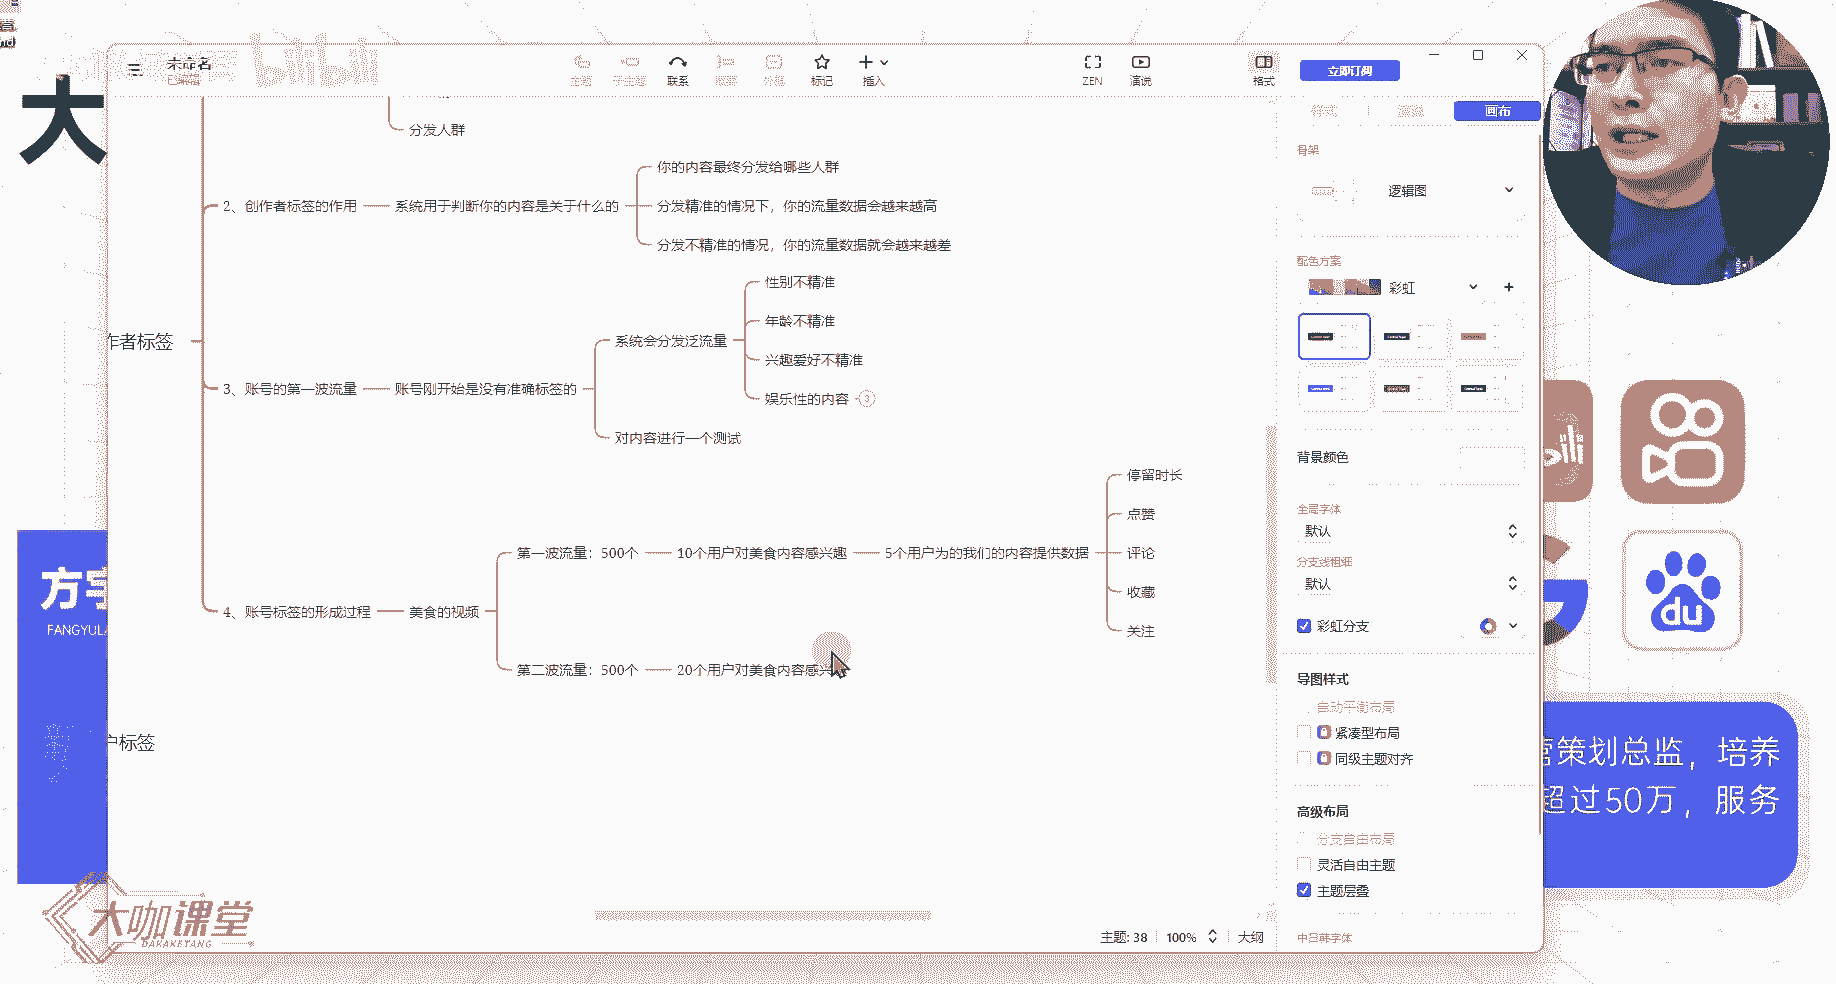 大
未命名
已编辑
bilibili
主题
子主题
联系
概要
外框
标记
插入
ZEN
演说
格式
立即订阅
样式
画布
分发人群
2、创作者标签的作用
系统用于判断你的内容是关于什么的
你的内容最终分发给哪些人群
分发精准的情况下，你的流量数据会越来越高
分发不精准的情况，你的流量数据就会越来越差
作者标签
3、账号的第一波流量
账号刚开始是没有准确标签的
系统会分发泛流量
性别不精准
年龄不精准
兴趣爱好不精准
娱乐性的内容
3
对内容进行一个测试
4、账号标签的形成过程
美食的视频
第一波流量：500个
10个用户对美食内容感兴趣
5个用户为的我们的内容提供数据
停留时长
点赞
评论
收藏
关注
第二波流量：500个
20个用户对美食内容感兴
户标签
骨架
逻辑图
配色方案
彩虹
背景颜色
全局字体
默认
分支线粗细
默认
彩虹分支
导图样式
自动平衡布局
紧凑型布局
同级主题对齐
高级布局
分支自由布局
灵活自由主题
主题层叠
中日韩字体
主题: 38
100%
大纲
方宇
FANGYULA
du
营策划总监，培养
超过50万，服务
大咖课堂
DAKAKETANG